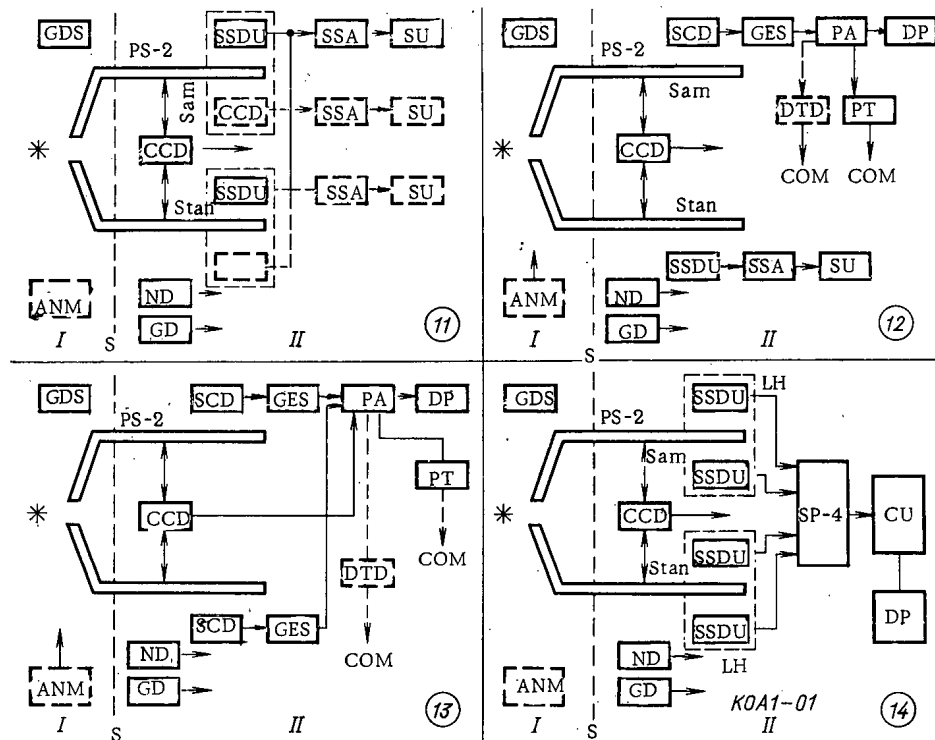 GDS
PS-2
SSDU SSA SU
Sam
CCD SSA SU
CCD
SSDU SSA SU
Stan
ANM
ND
GD
I S II 11
GDS
PS-2
SCD GES PA DP
Sam
DTD PT
CCD
COM COM
Stan
SSDU SSA SU
ANM
ND
GD
I S II 12
GDS
PS-2
SCD GES PA DP
PT
CCD
COM
DTD
SCD GES
COM
ND
ANM
GD
I S II 13
GDS
PS-2
SSDU LH
Sam
SSDU
CCD SP-4 CU
SSDU
Stan
SSDU DP
ND LH
ANM
GD
KOA1-01
I II 14